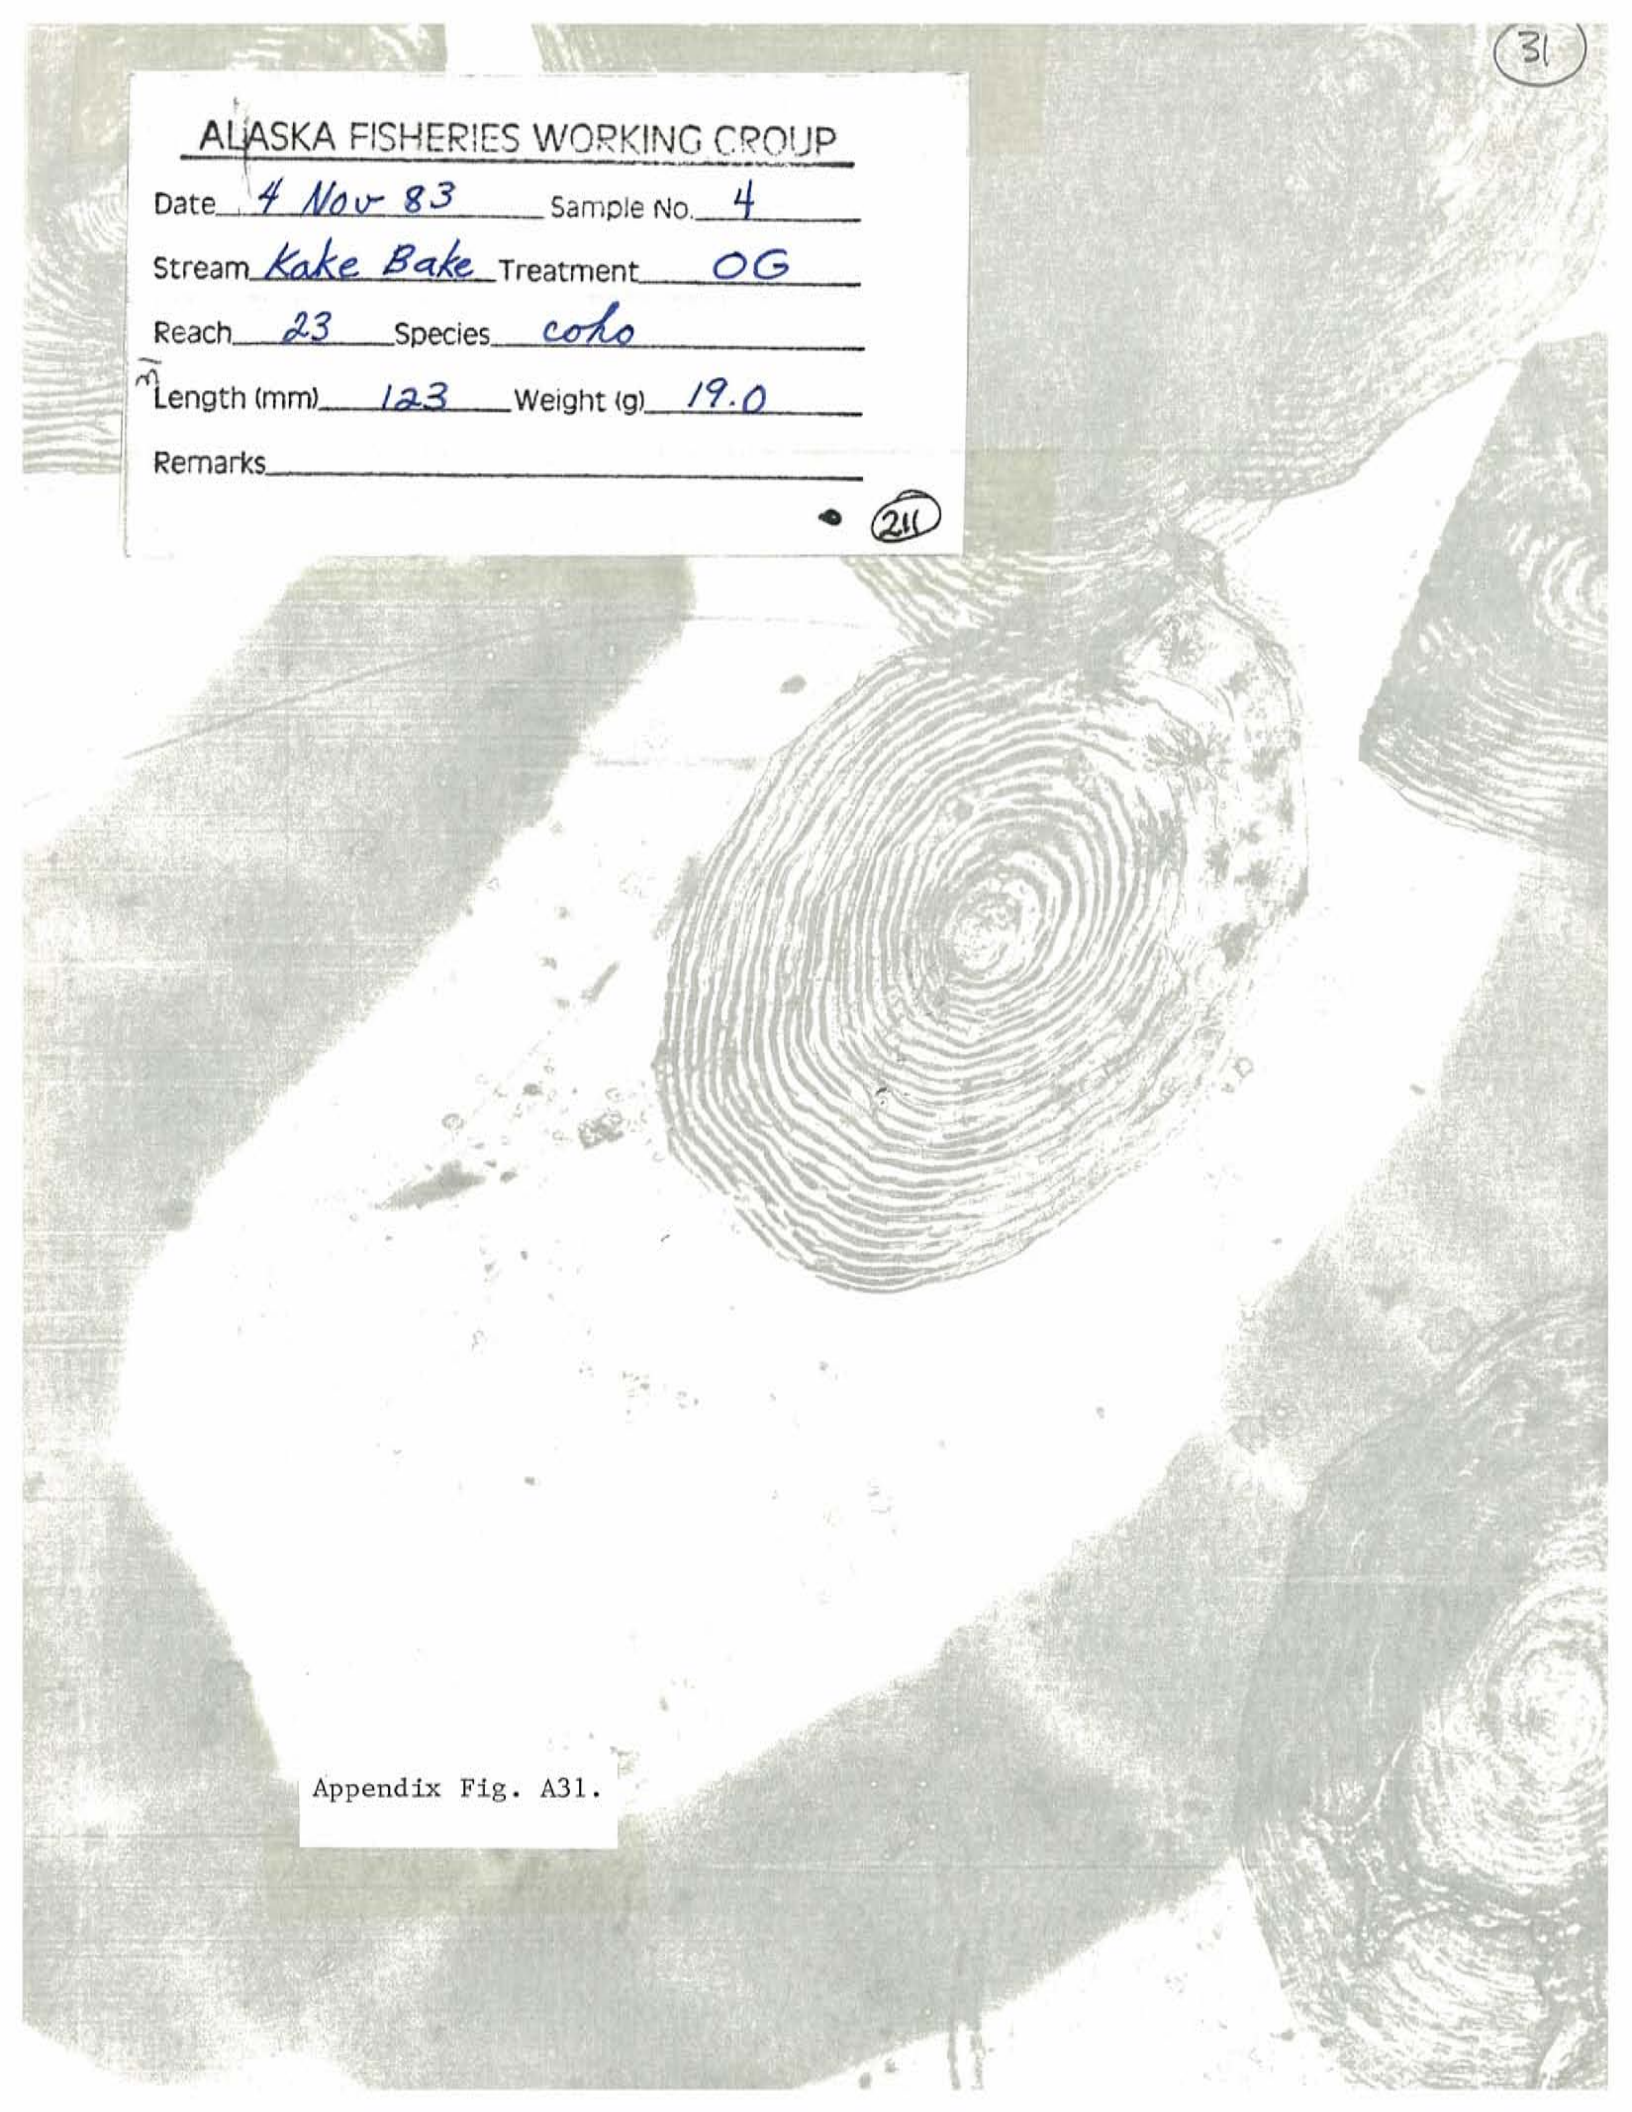 31
ALASKA FISHERIES WORKING GROUP
Date 4 Nov 83 Sample No. 4
Stream Kake Bake Treatment OG
Reach 23 Species coho
Length (mm) 123 Weight (g) 19.0
Remarks
211
Appendix Fig. A31.